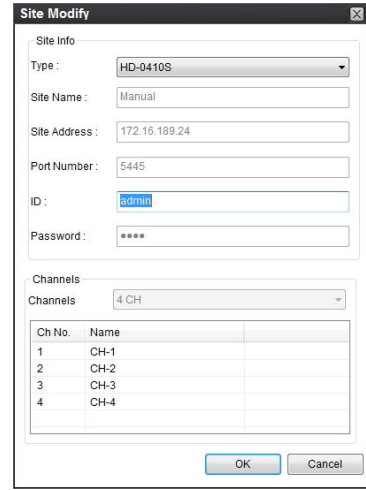 Site Modify
Site Info
Type : HD-0410S
Site Name : Manual
Site Address : 172.16.189.24
Port Number : 5445
ID : admin
Password : ●●●●
Channels
Channels 4 CH
Ch No. Name
1 CH-1
2 CH-2
3 CH-3
4 CH-4
OK Cancel